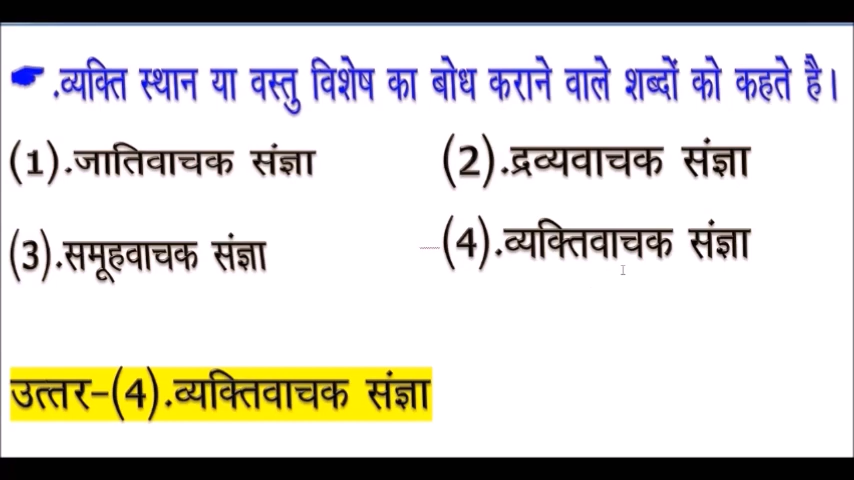 ☛ .व्यक्ति स्थान या वस्तु विशेष का बोध कराने वाले शब्दों को कहते है।
(1).जातिवाचक संज्ञा (2).द्रव्यवाचक संज्ञा
(3).समूहवाचक संज्ञा (4).व्यक्तिवाचक संज्ञा
उत्तर-(4).व्यक्तिवाचक संज्ञा